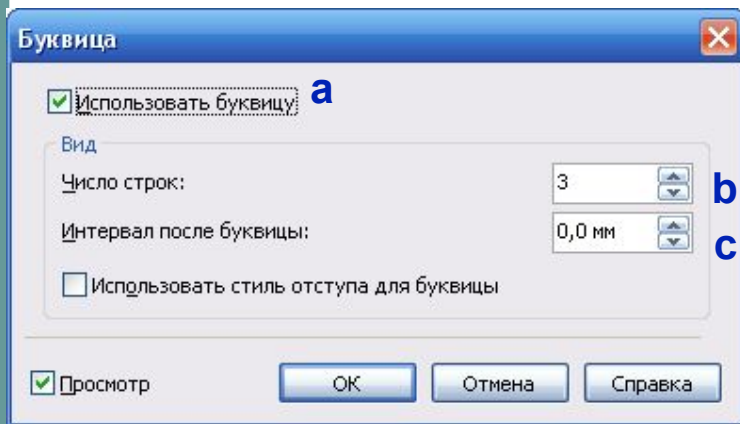 Буквица
Использовать буквицу a
Вид
Число строк: 3 b
Интервал после буквицы: 0,0 мм c
Использовать стиль отступа для буквицы
Просмотр OK Отмена Справка